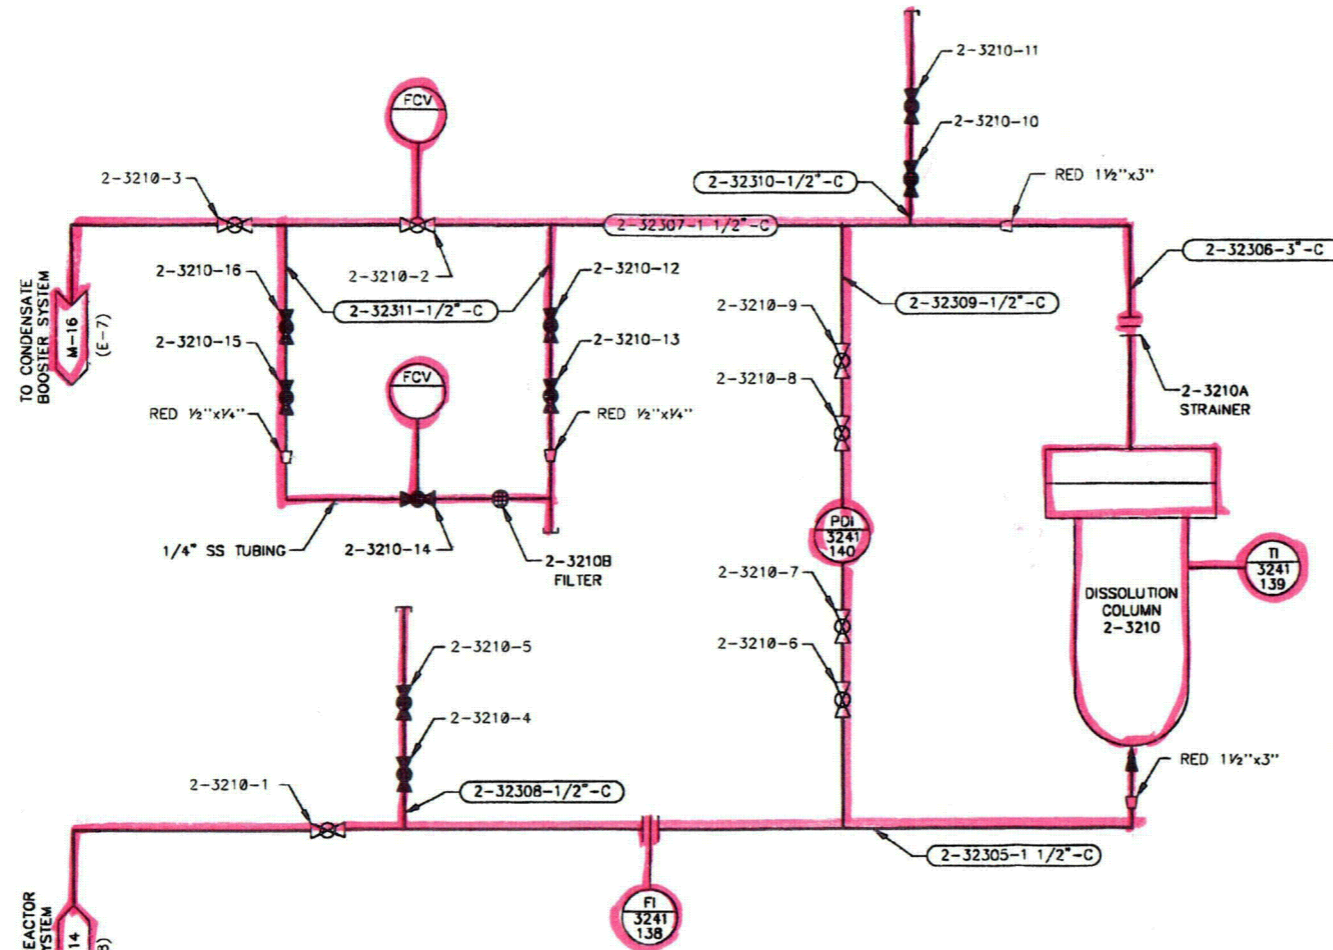 2-3210-11
FCV
2-3210-10
2-3210-3
2-32310-1/2"-C
RED 1½"x3"
2-32307-1 1/2"-C
2-32306-3"-C
2-3210-2
2-3210-16
2-3210-12
TO CONDENSATE
BOOSTER SYSTEM
M-16
(E-7)
2-32311-1/2"-C
2-3210-9
2-32309-1/2"-C
2-3210-15
2-3210-13
FCV
2-3210-8
2-3210A
STRAINER
RED ½"x¼"
RED ½"x¼"
PDI
3241
140
1/4" SS TUBING
2-3210-14
2-3210B
FILTER
TI
3241
139
2-3210-7
DISSOLUTION
COLUMN
2-3210
2-3210-5
2-3210-6
2-3210-4
RED 1½"x3"
2-3210-1
2-32308-1/2"-C
2-32305-1 1/2"-C
FI
3241
138
EACTOR
YSTEM
14